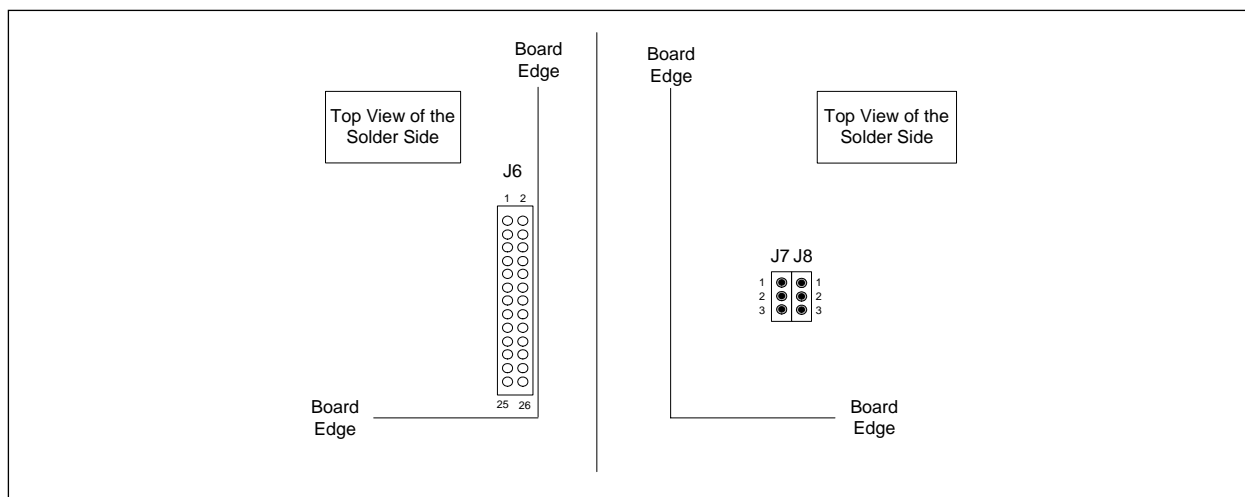 Board
Edge
Top View of the
Solder Side
J6
1 2
25 26
Board
Edge
Board
Edge
Top View of the
Solder Side
J7 J8
1 1
2 2
3 3
Board
Edge